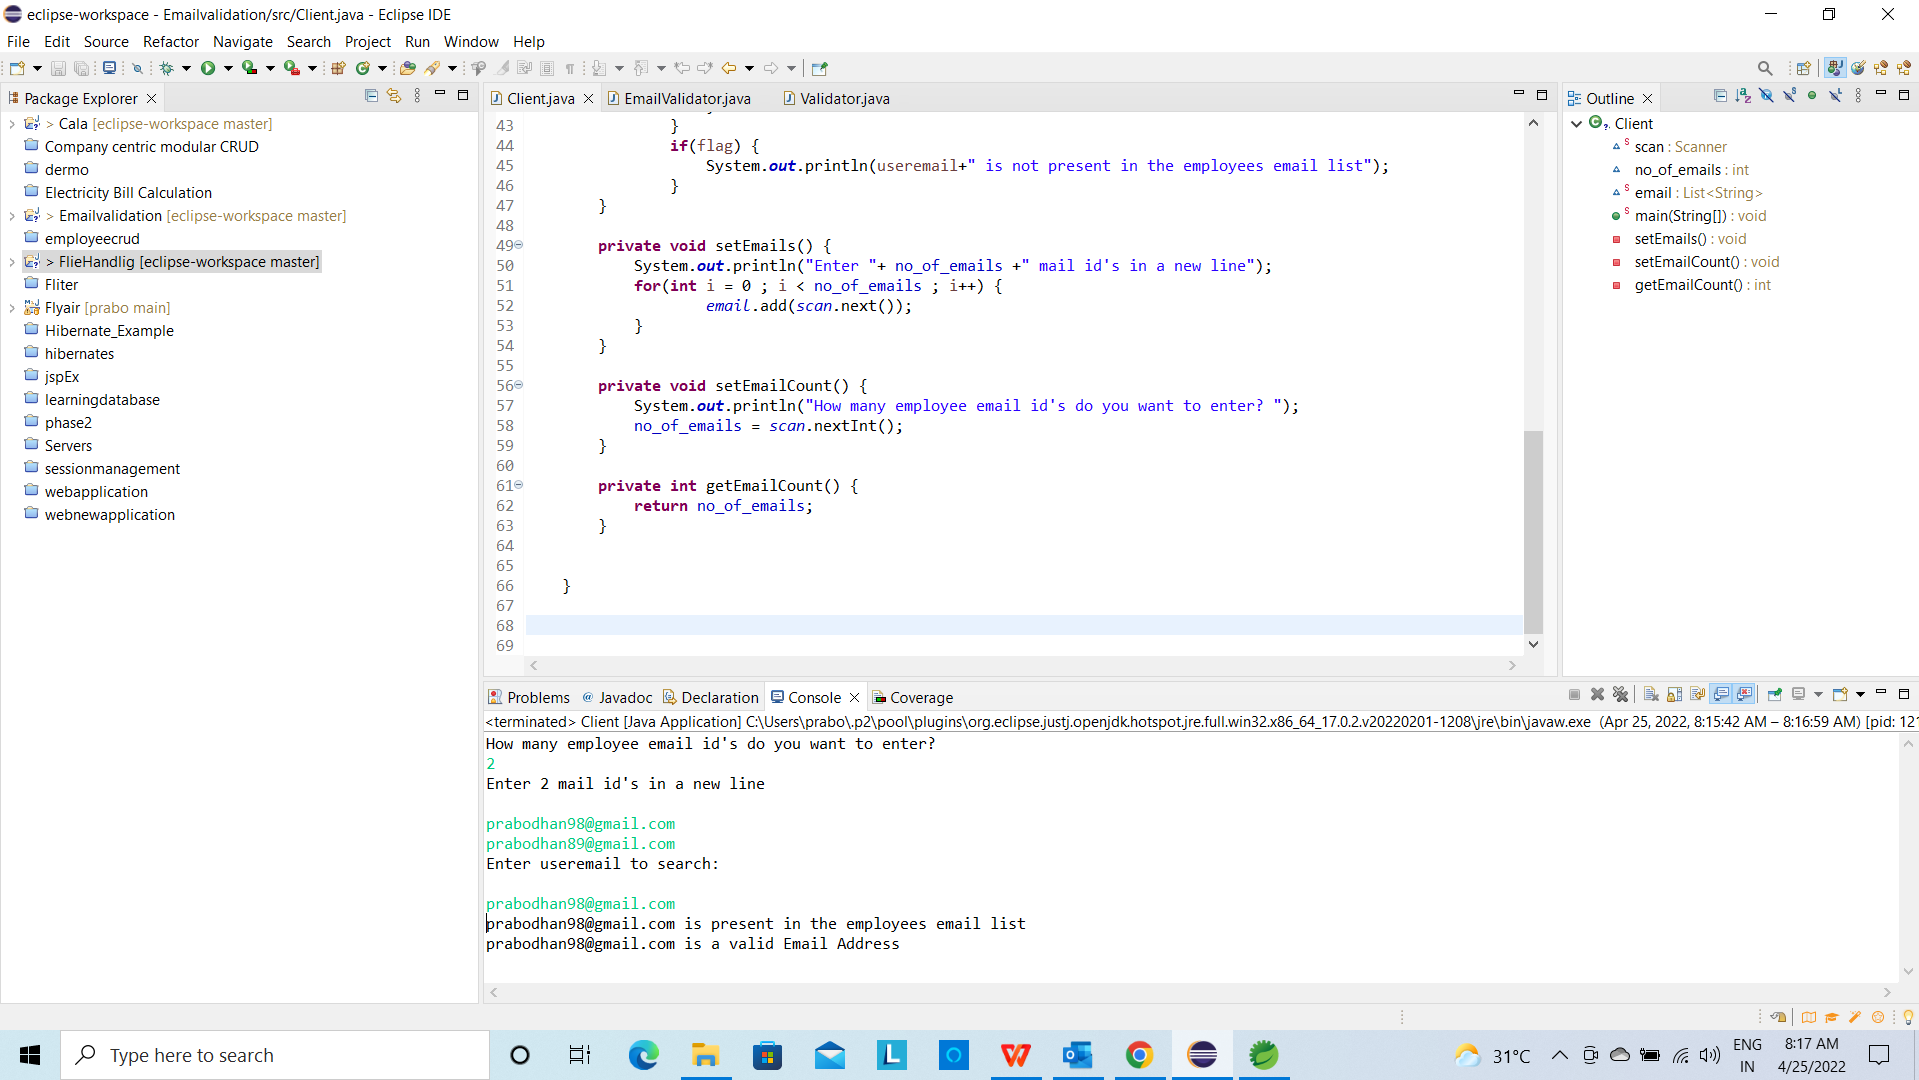 eclipse-workspace - Emailvalidation/src/Client.java - Eclipse IDE
File Edit Source Refactor Navigate Search Project Run Window Help
Package Explorer
> Cala [eclipse-workspace master]
Company centric modular CRUD
dermo
Electricity Bill Calculation
> Emailvalidation [eclipse-workspace master]
employeecrud
> FlieHandlig [eclipse-workspace master]
Fliter
Flyair [prabo main]
Hibernate_Example
hibernates
jspEx
learningdatabase
phase2
Servers
sessionmanagement
webapplication
webnewapplication
Client.java EmailValidator.java Validator.java
43 }
44 if(flag) {
45 System.out.println(useremail+" is not present in the employees email list");
46 }
47 }
48
49 private void setEmails() {
50 System.out.println("Enter "+ no_of_emails +" mail id's in a new line");
51 for(int i = 0 ; i < no_of_emails ; i++) {
52 email.add(scan.next());
53 }
54 }
55
56 private void setEmailCount() {
57 System.out.println("How many employee email id's do you want to enter? ");
58 no_of_emails = scan.nextInt();
59 }
60
61 private int getEmailCount() {
62 return no_of_emails;
63 }
64
65
66 }
67
68
69
Outline
Client
scan : Scanner
no_of_emails : int
email : List<String>
main(String[]) : void
setEmails() : void
setEmailCount() : void
getEmailCount() : int
Problems Javadoc Declaration Console Coverage
<terminated> Client [Java Application] C:\Users\prabo\.p2\pool\plugins\org.eclipse.justj.openjdk.hotspot.jre.full.win32.x86_64_17.0.2.v20220201-1208\jre\bin\javaw.exe (Apr 25, 2022, 8:15:42 AM – 8:16:59 AM) [pid: 121
How many employee email id's do you want to enter?
2
Enter 2 mail id's in a new line
prabodhan98@gmail.com
prabodhan89@gmail.com
Enter useremail to search:
prabodhan98@gmail.com
prabodhan98@gmail.com is present in the employees email list
prabodhan98@gmail.com is a valid Email Address
Type here to search
31°C
ENG
IN
8:17 AM
4/25/2022